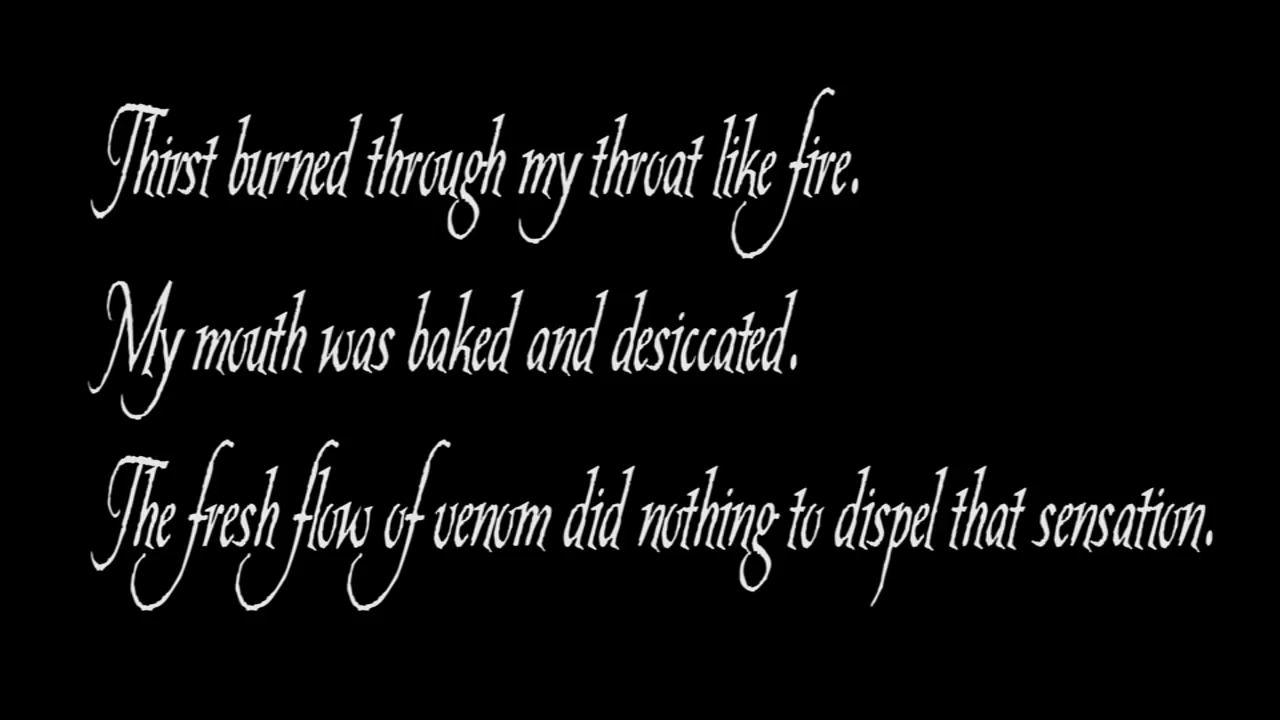 Thirst burned through my throat like fire.
My mouth was baked and desiccated.
The fresh flow of venom did nothing to dispel that sensation.